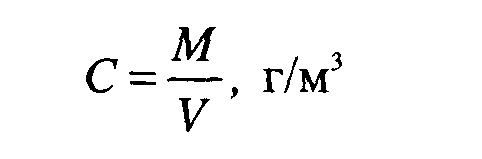 C = M/V, г/м³